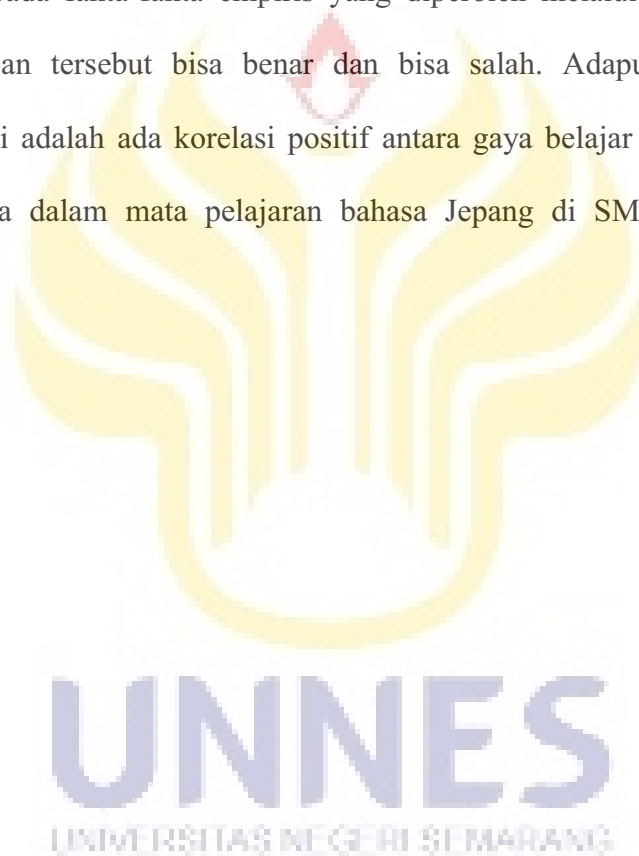 an tersebut bisa benar dan bisa salah. Adapu
i adalah ada korelasi positif antara gaya belajar
a dalam mata pelajaran bahasa Jepang di SM
UNNES
UNIVERSITAS NEGERI SEMARANG